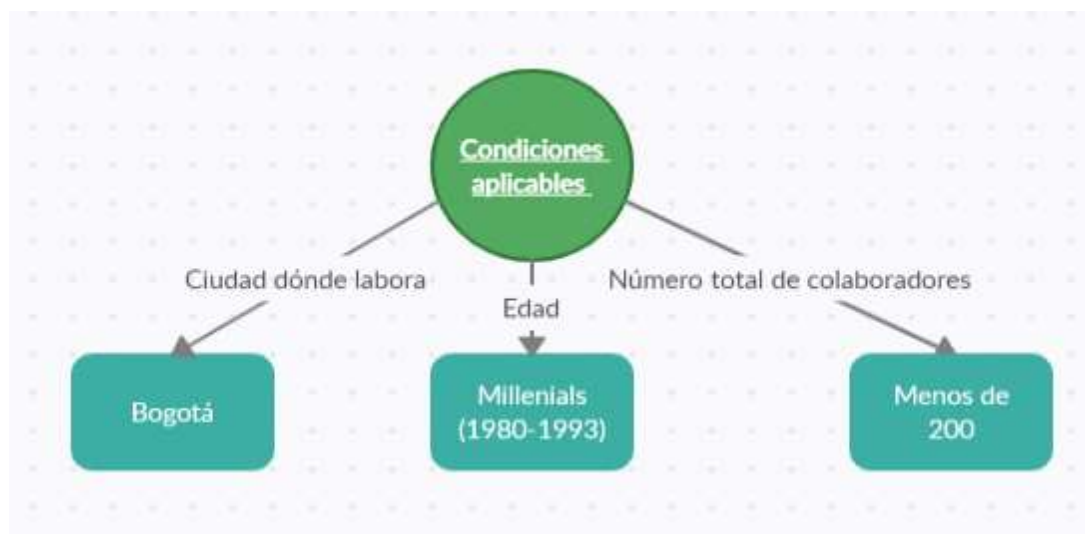 Condiciones
aplicables
Ciudad dónde labora
Edad
Número total de colaboradores
Bogotá
Millenials
(1980-1993)
Menos de
200